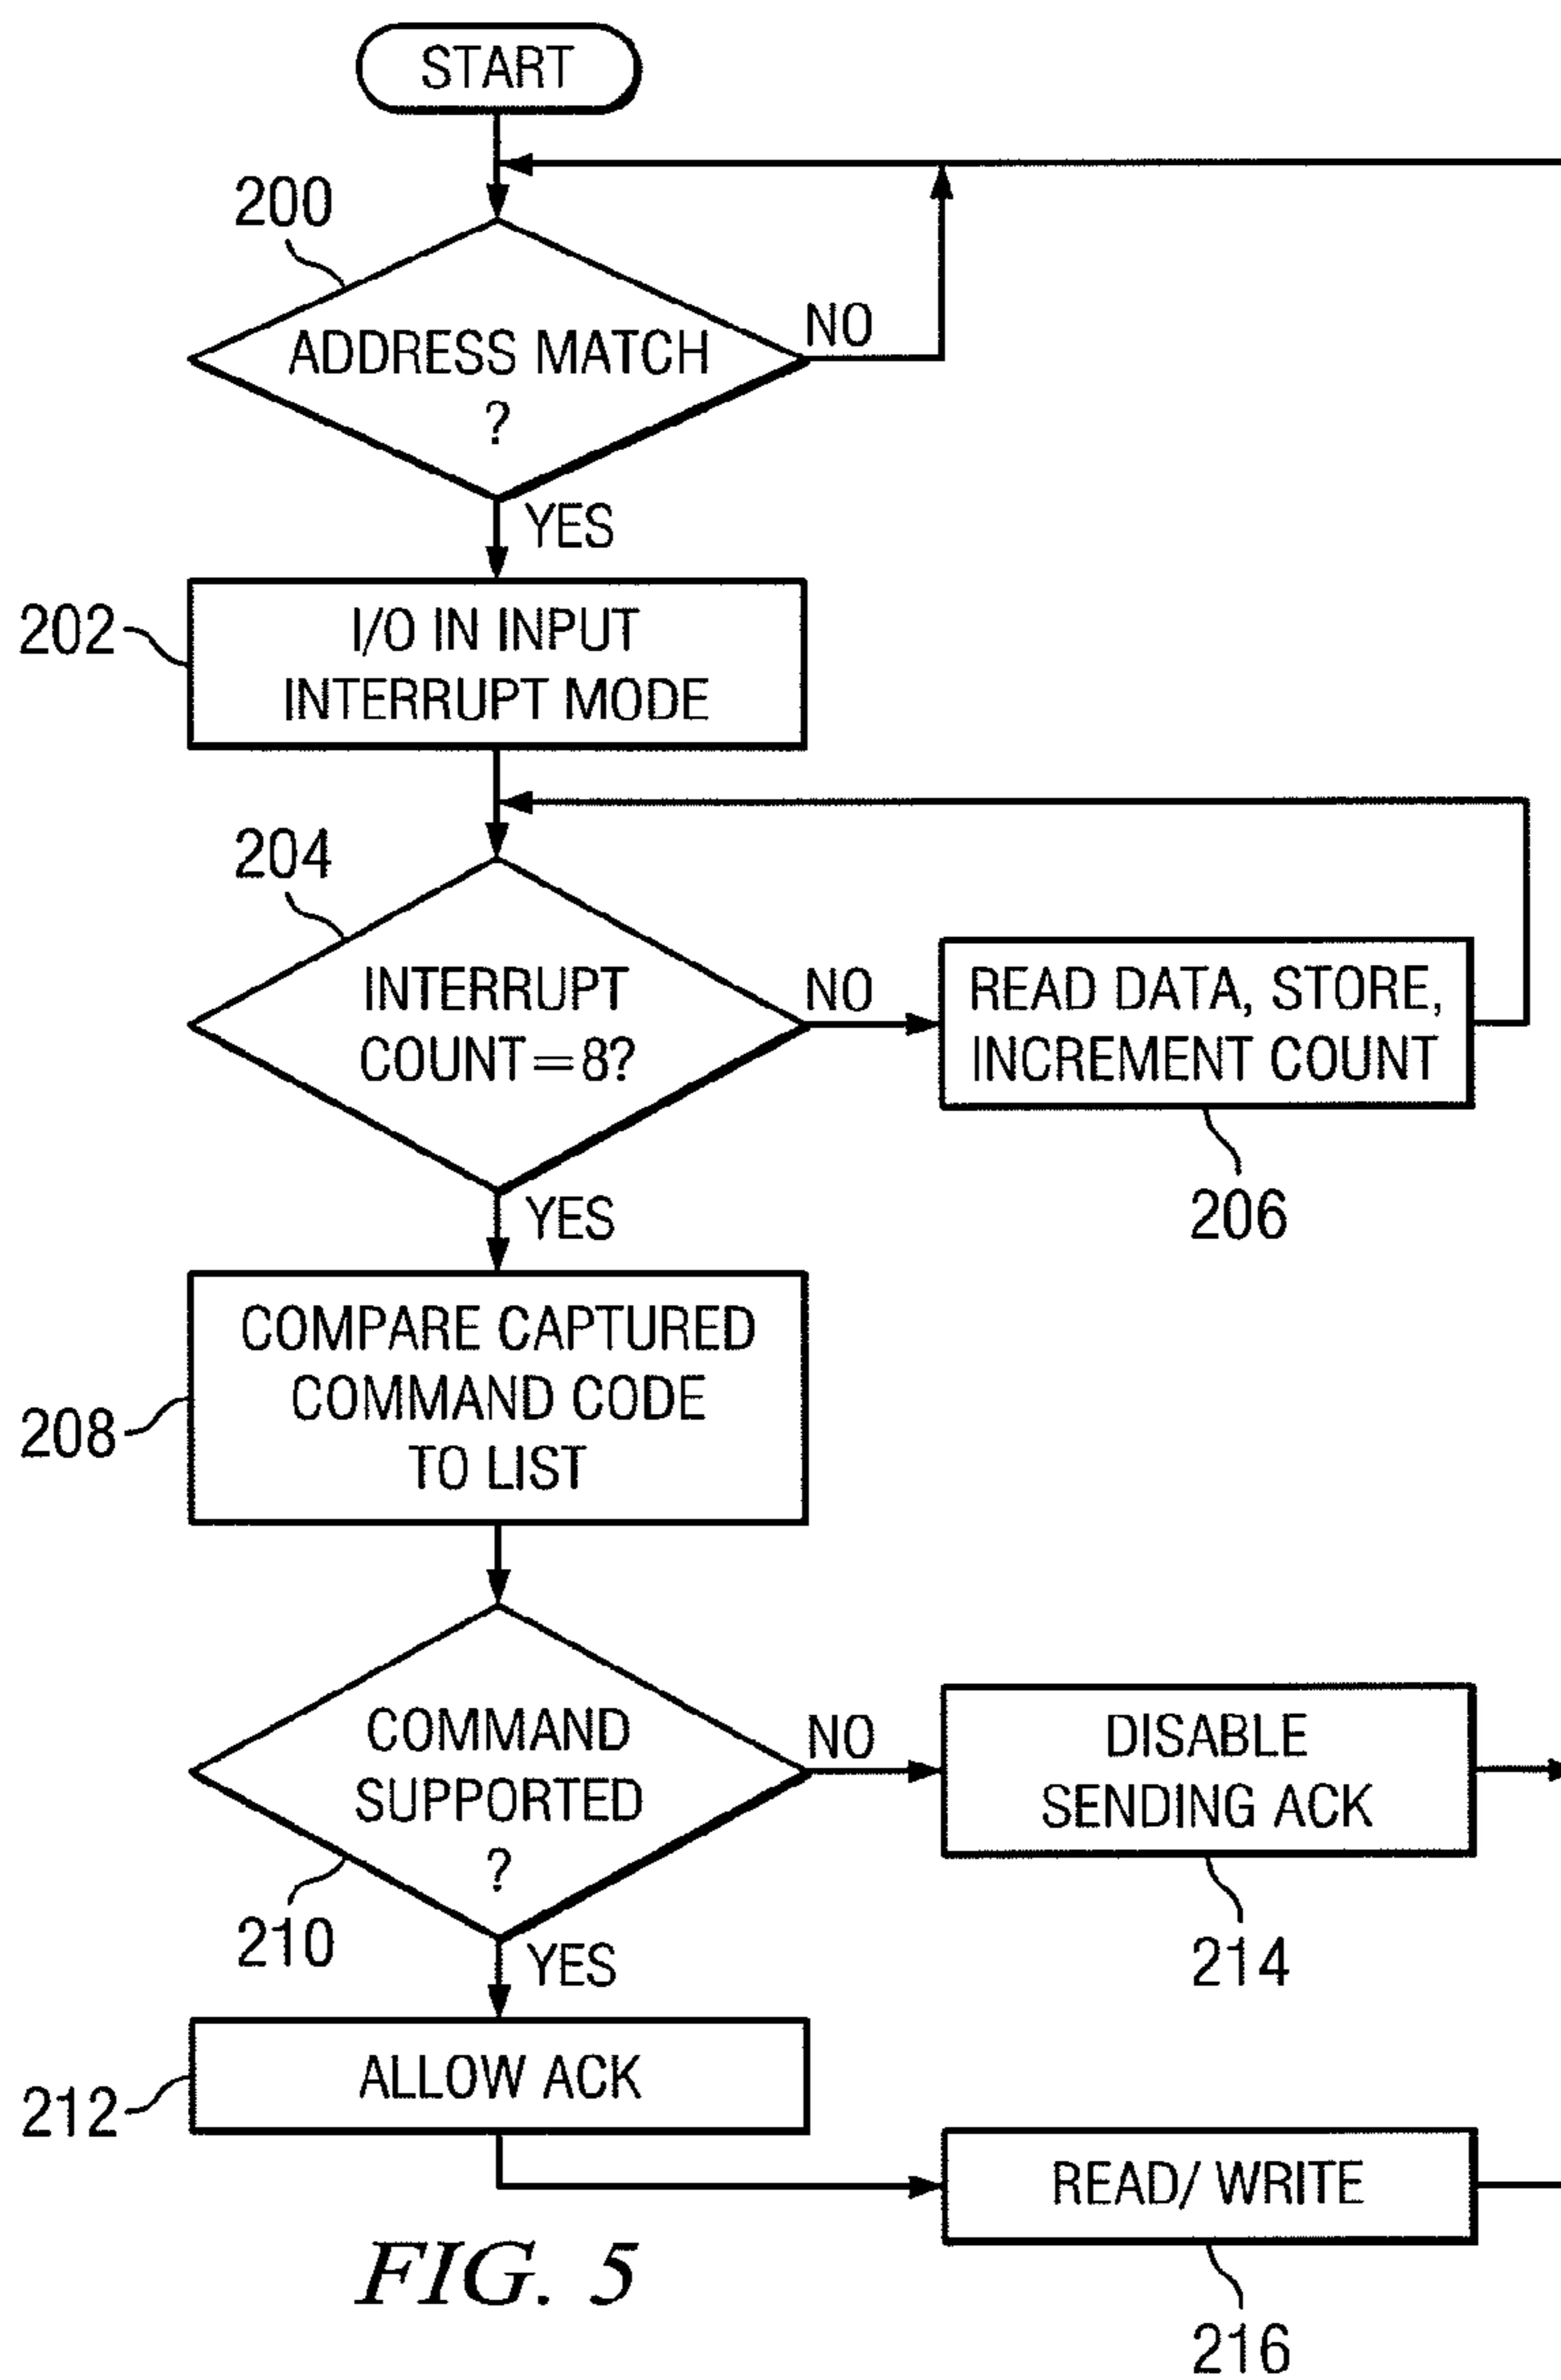 START
200
ADDRESS MATCH
?
NO
YES
202
I/O IN INPUT
INTERRUPT MODE
204
INTERRUPT
COUNT=8?
NO
READ DATA, STORE,
INCREMENT COUNT
206
YES
208
COMPARE CAPTURED
COMMAND CODE
TO LIST
COMMAND
SUPPORTED
?
NO
DISABLE
SENDING ACK
210
214
YES
212
ALLOW ACK
READ/ WRITE
216
FIG. 5